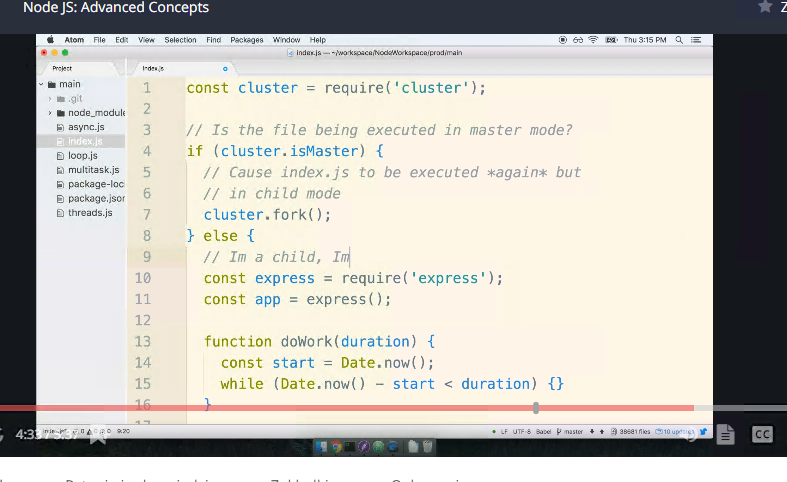 Node JS: Advanced Concepts
Atom File Edit View Selection Find Packages Window Help Thu 3:15 PM
index.js — ~/workspace/NodeWorkspace/prod/main
Project
index.js
main
.git
node_module
async.js
index.js
loop.js
multitask.js
package-loc
package.json
threads.js
1 const cluster = require('cluster');
2
3 // Is the file being executed in master mode?
4 if (cluster.isMaster) {
5 // Cause index.js to be executed *again* but
6 // in child mode
7 cluster.fork();
8 } else {
9 // Im a child, Im
10 const express = require('express');
11 const app = express();
12
13 function doWork(duration) {
14 const start = Date.now();
15 while (Date.now() - start < duration) {}
16 }
17
4:33 / 5:37
9:20
LF UTF-8 Babel master 38681 files 10 updates
CC